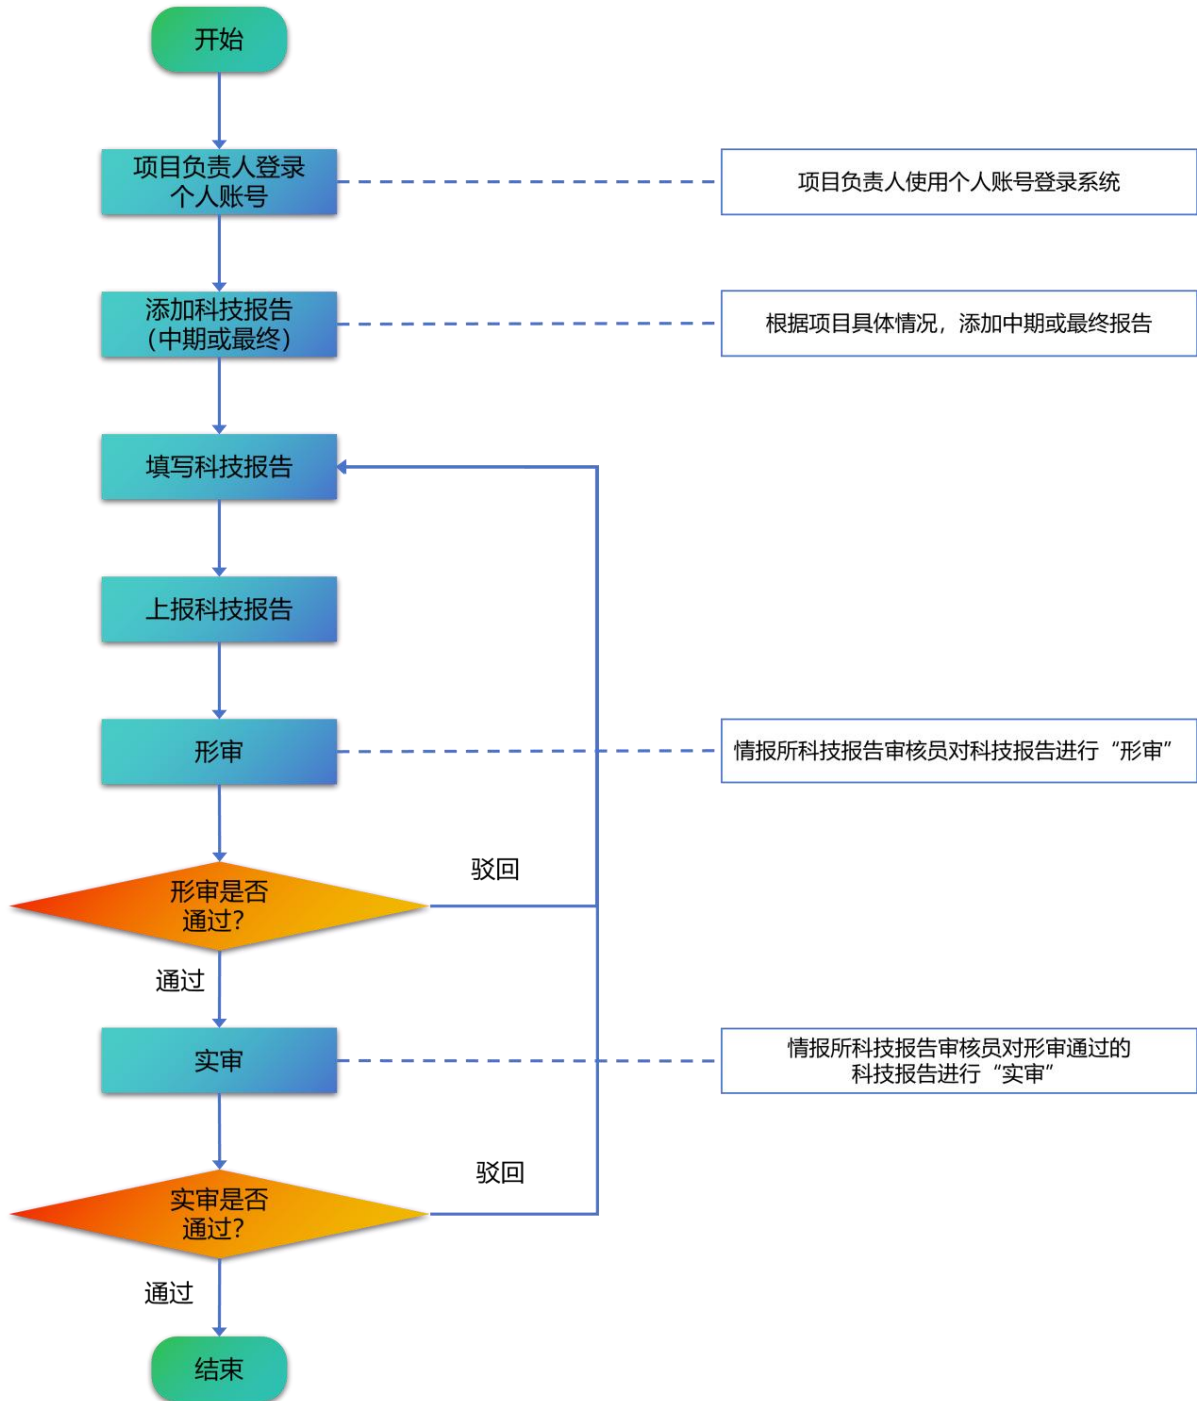 开始
项目负责人登录
个人账号
项目负责人使用个人账号登录系统
添加科技报告
（中期或最终）
根据项目具体情况，添加中期或最终报告
填写科技报告
上报科技报告
形审
情报所科技报告审核员对科技报告进行“形审”
形审是否
通过？
驳回
通过
实审
情报所科技报告审核员对形审通过的
科技报告进行“实审”
实审是否
通过？
驳回
通过
结束